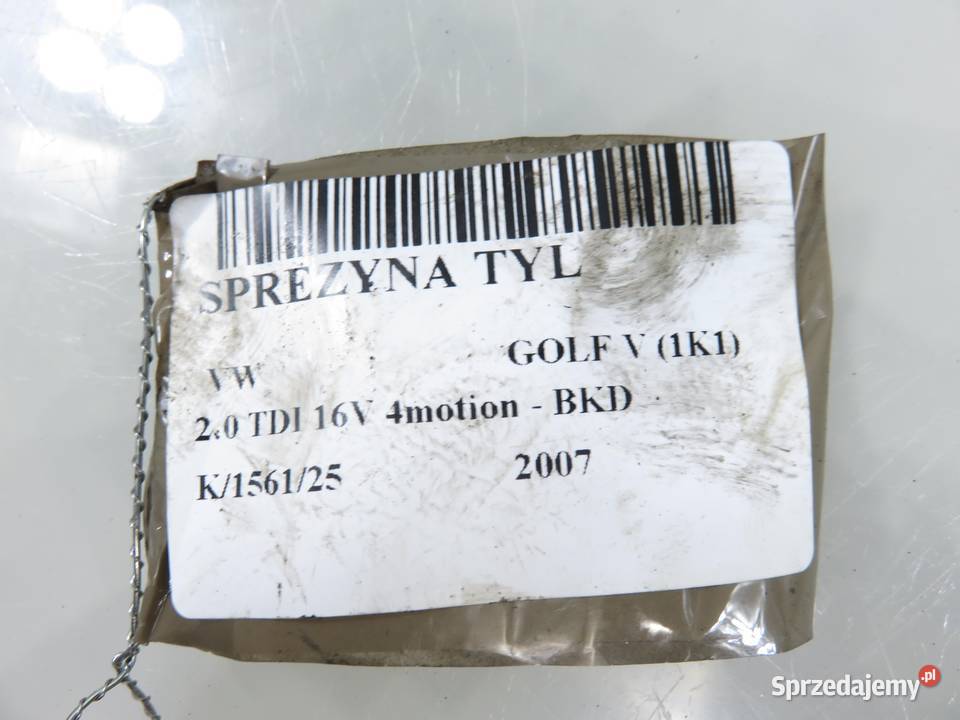 SPREZYNA TYL
VW GOLF V (1K1)
2.0 TDI 16V 4motion - BKD
K/1561/25 2007
Sprzedajemy.pl